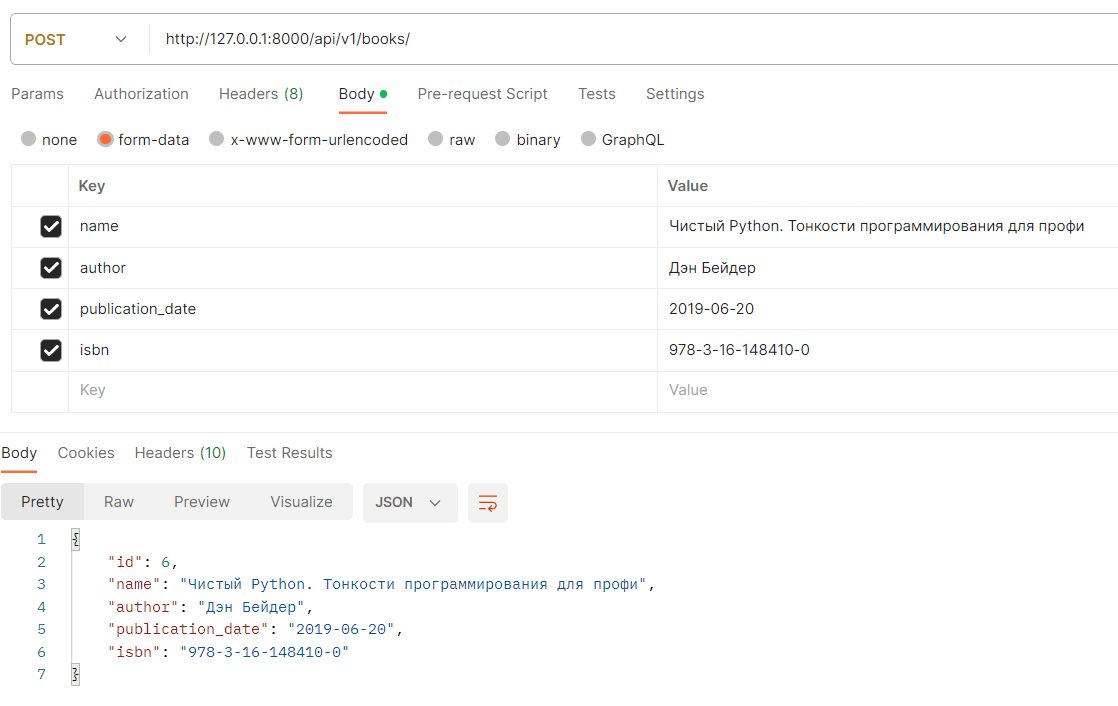 POST http://127.0.0.1:8000/api/v1/books/
Params Authorization Headers (8) Body Pre-request Script Tests Settings
none form-data x-www-form-urlencoded raw binary GraphQL
Key Value
name Чистый Python. Тонкости программирования для профи
author Дэн Бейдер
publication_date 2019-06-20
isbn 978-3-16-148410-0
Key Value
Body Cookies Headers (10) Test Results
Pretty Raw Preview Visualize JSON
1 {
2 "id": 6,
3 "name": "Чистый Python. Тонкости программирования для профи",
4 "author": "Дэн Бейдер",
5 "publication_date": "2019-06-20",
6 "isbn": "978-3-16-148410-0"
7 }